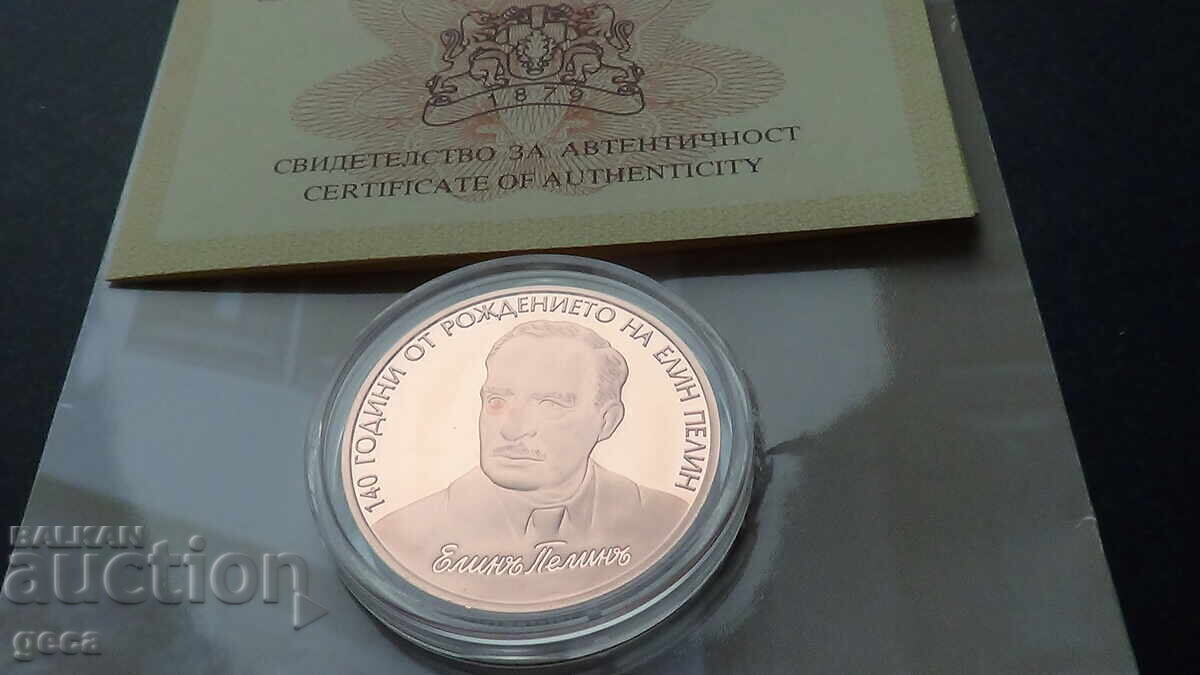 1879
СВИДЕТЕЛСТВО ЗА АВТЕНТИЧНОСТ
CERTIFICATE OF AUTHENTICITY
140 ГОДИНИ ОТ РОЖДЕНИЕТО НА ЕЛИН ПЕЛИН
Елинъ Пелинъ
BALKAN
auction
geca